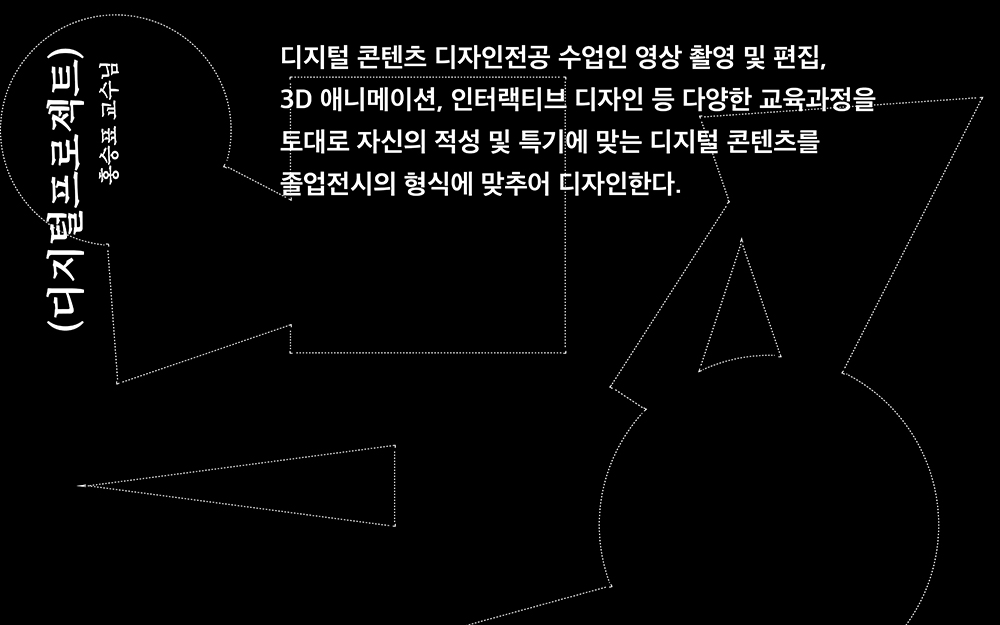 (디지털프로젝트)
홍승표 교수님
디지털 콘텐츠 디자인전공 수업인 영상 촬영 및 편집,
3D 애니메이션, 인터랙티브 디자인 등 다양한 교육과정을
토대로 자신의 적성 및 특기에 맞는 디지털 콘텐츠를
졸업전시의 형식에 맞추어 디자인한다.